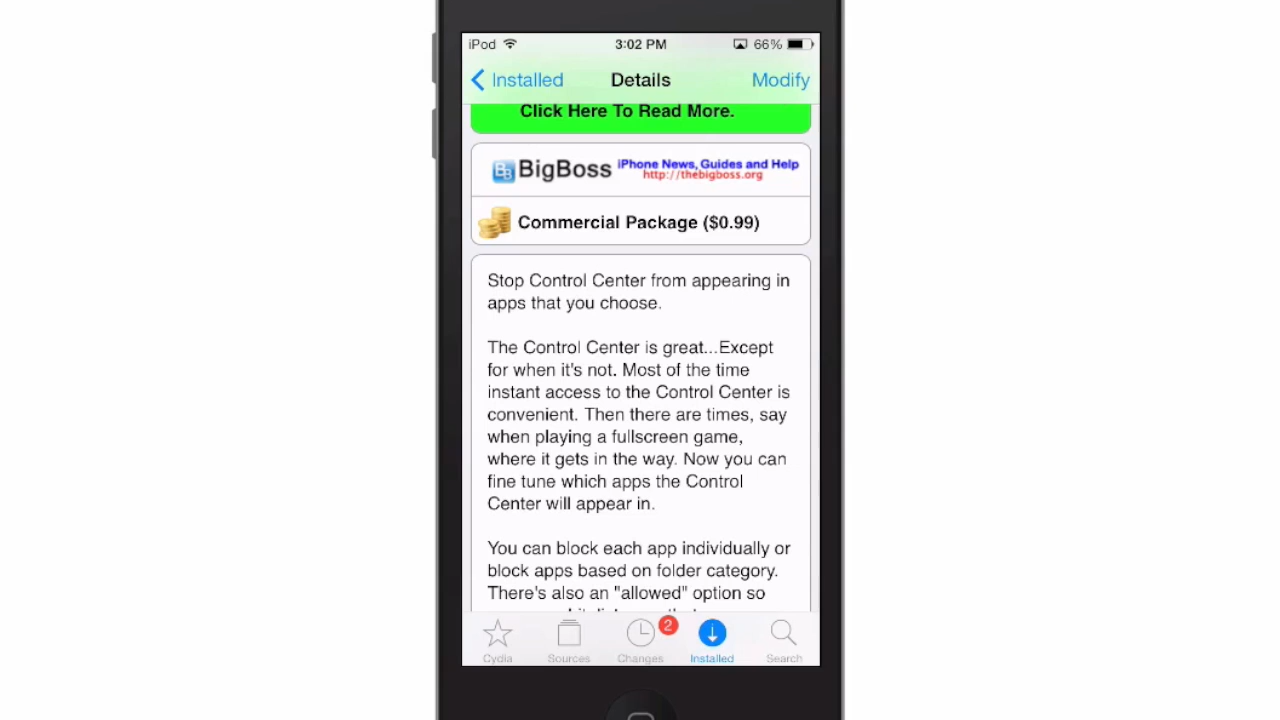 iPod 3:02 PM 66%
Installed Details Modify
Click Here To Read More.
BigBoss iPhone News, Guides and Help
http://thebigboss.org
Commercial Package ($0.99)
Stop Control Center from appearing in
apps that you choose.
The Control Center is great...Except
for when it's not. Most of the time
instant access to the Control Center is
convenient. Then there are times, say
when playing a fullscreen game,
where it gets in the way. Now you can
fine tune which apps the Control
Center will appear in.
You can block each app individually or
block apps based on folder category.
There's also an "allowed" option so
2
Cydia Sources Changes Installed Search